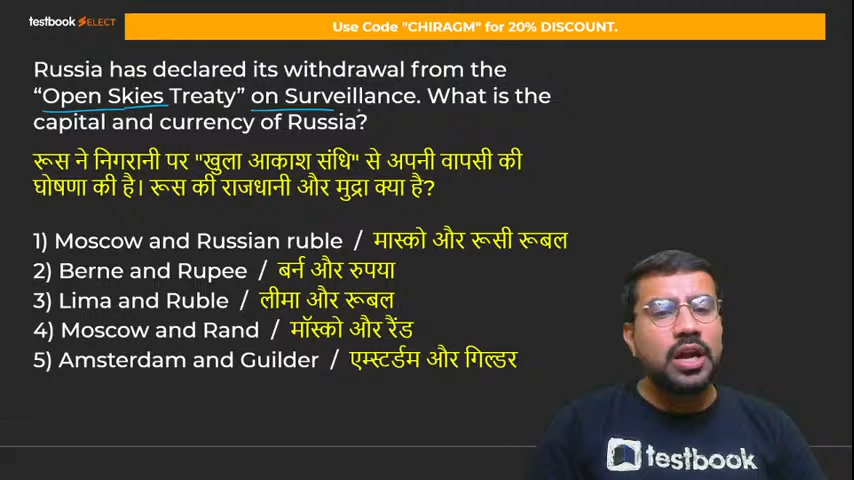 testbook SELECT
Use Code "CHIRAGM" for 20% DISCOUNT.
Russia has declared its withdrawal from the
“Open Skies Treaty” on Surveillance. What is the
capital and currency of Russia?
रूस ने निगरानी पर "खुला आकाश संधि" से अपनी वापसी की
घोषणा की है। रूस की राजधानी और मुद्रा क्या है?
1) Moscow and Russian ruble / मास्को और रूसी रूबल
2) Berne and Rupee / बर्न और रुपया
3) Lima and Ruble / लीमा और रूबल
4) Moscow and Rand / मॉस्को और रैंड
5) Amsterdam and Guilder / एम्स्टर्डम और गिल्डर
testbook